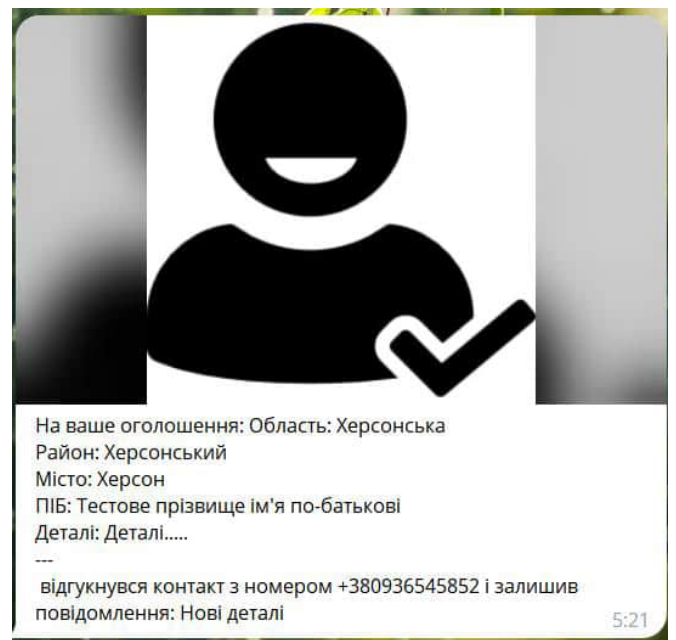 На ваше оголошення: Область: Херсонська
Район: Херсонський
Місто: Херсон
ПІБ: Тестове прізвище ім'я по-батькові
Деталі: Деталі.....
---
відгукнувся контакт з номером +380936545852 і залишив
повідомлення: Нові деталі
5:21